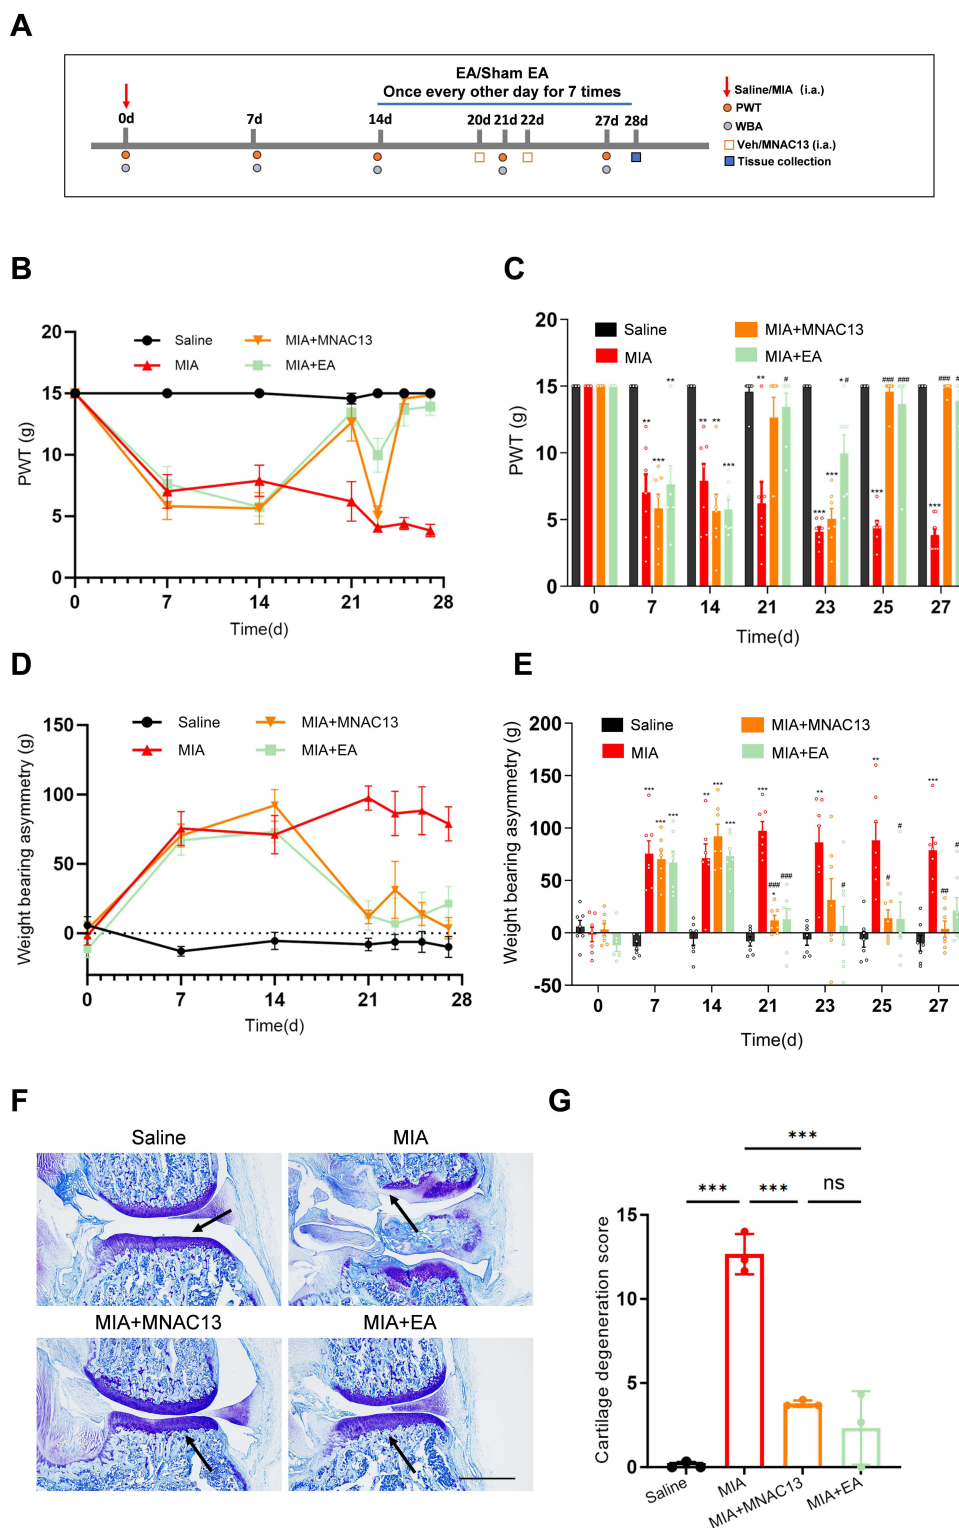 A
EA/Sham EA
Once every other day for 7 times
0d 7d 14d 20d 21d 22d 27d 28d
Saline/MIA (i.a.)
PWT
WBA
Veh/MNAC13 (i.a.)
Tissue collection
B
PWT (g)
20
15
10
5
0
Saline
MIA
MIA+MNAC13
MIA+EA
0 7 14 21 28
Time(d)
C
PWT (g)
20
15
10
5
0
Saline
MIA
MIA+MNAC13
MIA+EA
** *** **
** ** ***
** #
*** *** * #
*** ### ###
*** ### #
0 7 14 21 23 25 27
Time(d)
D
Weight bearing asymmetry (g)
150
100
50
0
Saline
MIA
MIA+MNAC13
MIA+EA
0 7 14 21 28
Time(d)
E
Weight bearing asymmetry (g)
200
150
100
50
0
-50
Saline
MIA
MIA+MNAC13
MIA+EA
*** *** ***
** *** ***
*** ### * ###
** #
** # #
*** ## #
0 7 14 21 23 25 27
Time(d)
F
Saline MIA
MIA+MNAC13 MIA+EA
G
Cartilage degeneration score
15
10
5
0
***
*** *** ns
Saline
MIA
MIA+MNAC13
MIA+EA